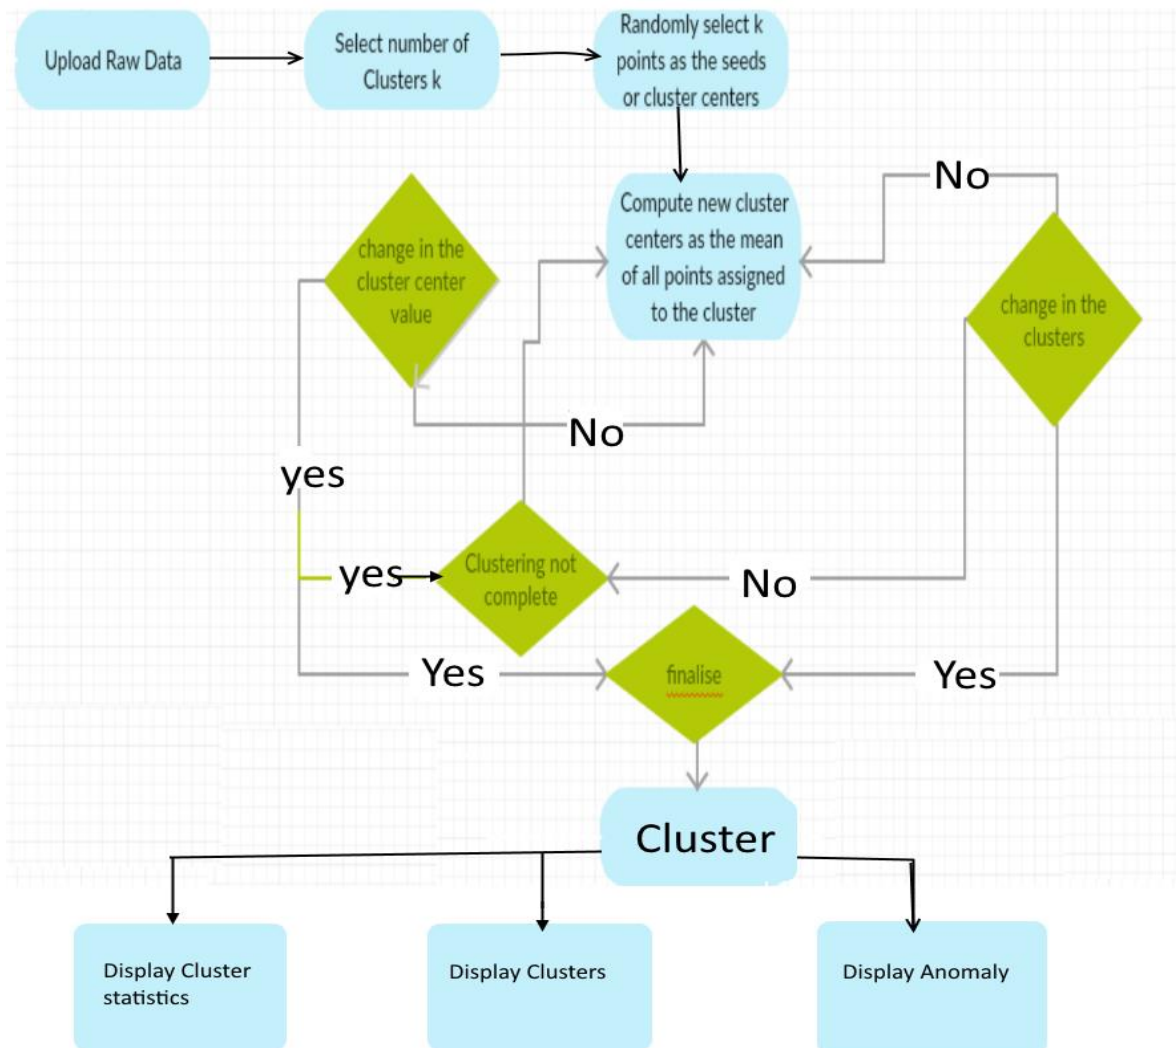 Upload Raw Data
Select number of
Clusters k
Randomly select k
points as the seeds
or cluster centers
No
Compute new cluster
centers as the mean
of all points assigned
to the cluster
change in the
cluster center
value
change in the
clusters
No
yes
yes
Clustering not
complete
No
Yes
finalise
Yes
Cluster
Display Cluster
statistics
Display Clusters
Display Anomaly